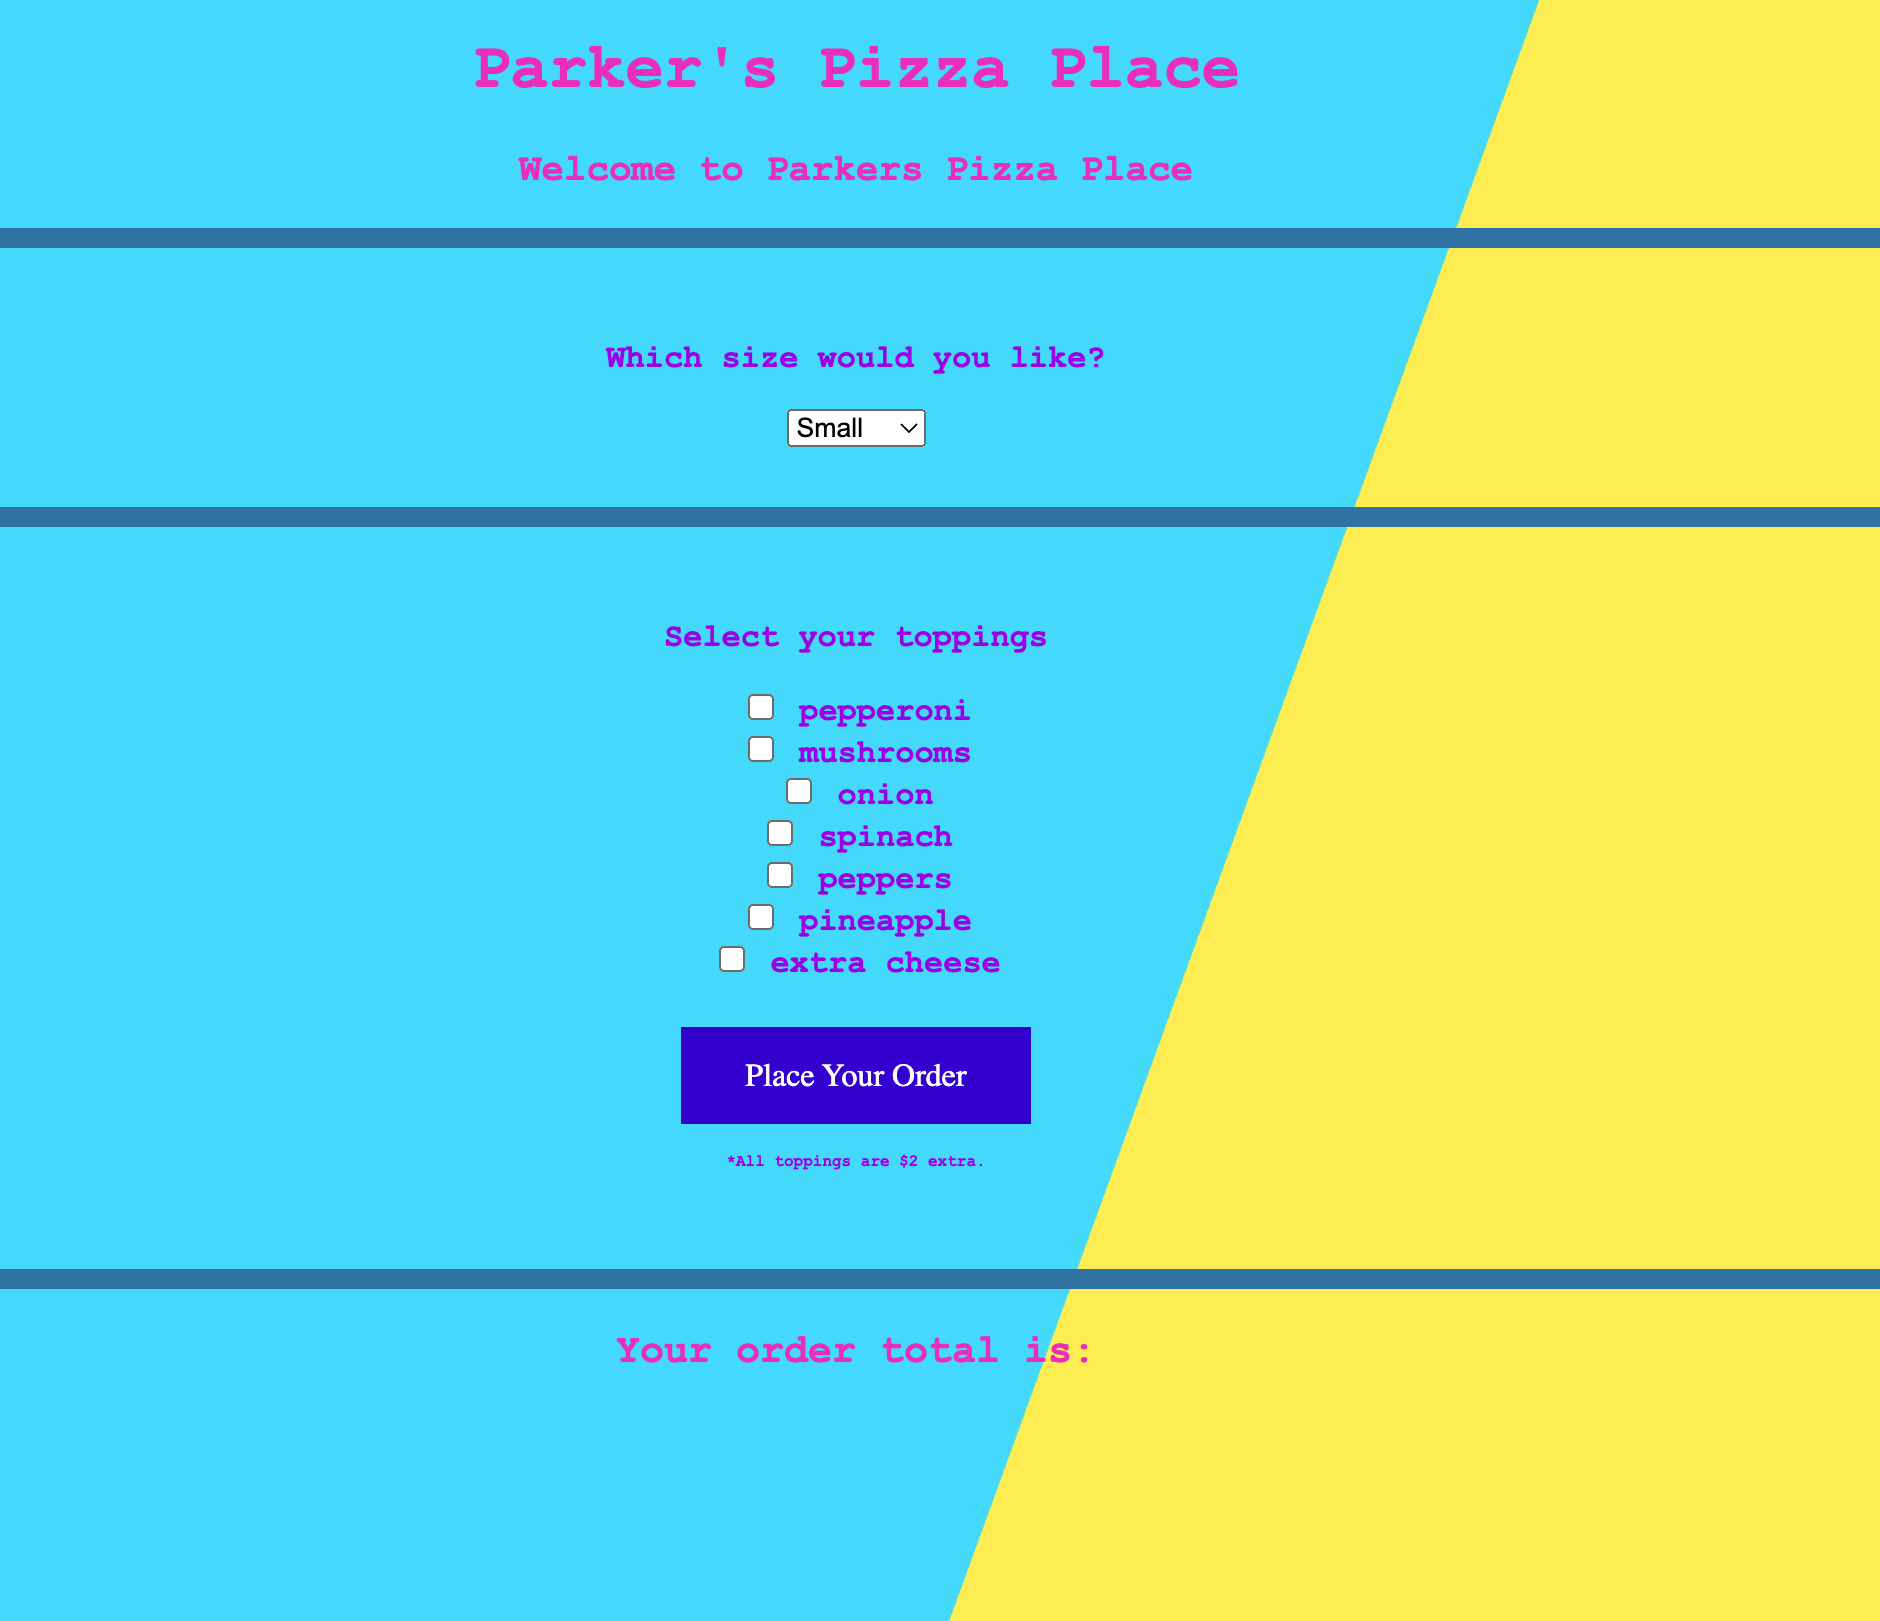 Parker's Pizza Place
Welcome to Parkers Pizza Place
Which size would you like?
Small
Select your toppings
pepperoni
mushrooms
onion
spinach
peppers
pineapple
extra cheese
Place Your Order
*All toppings are $2 extra.
Your order total is: